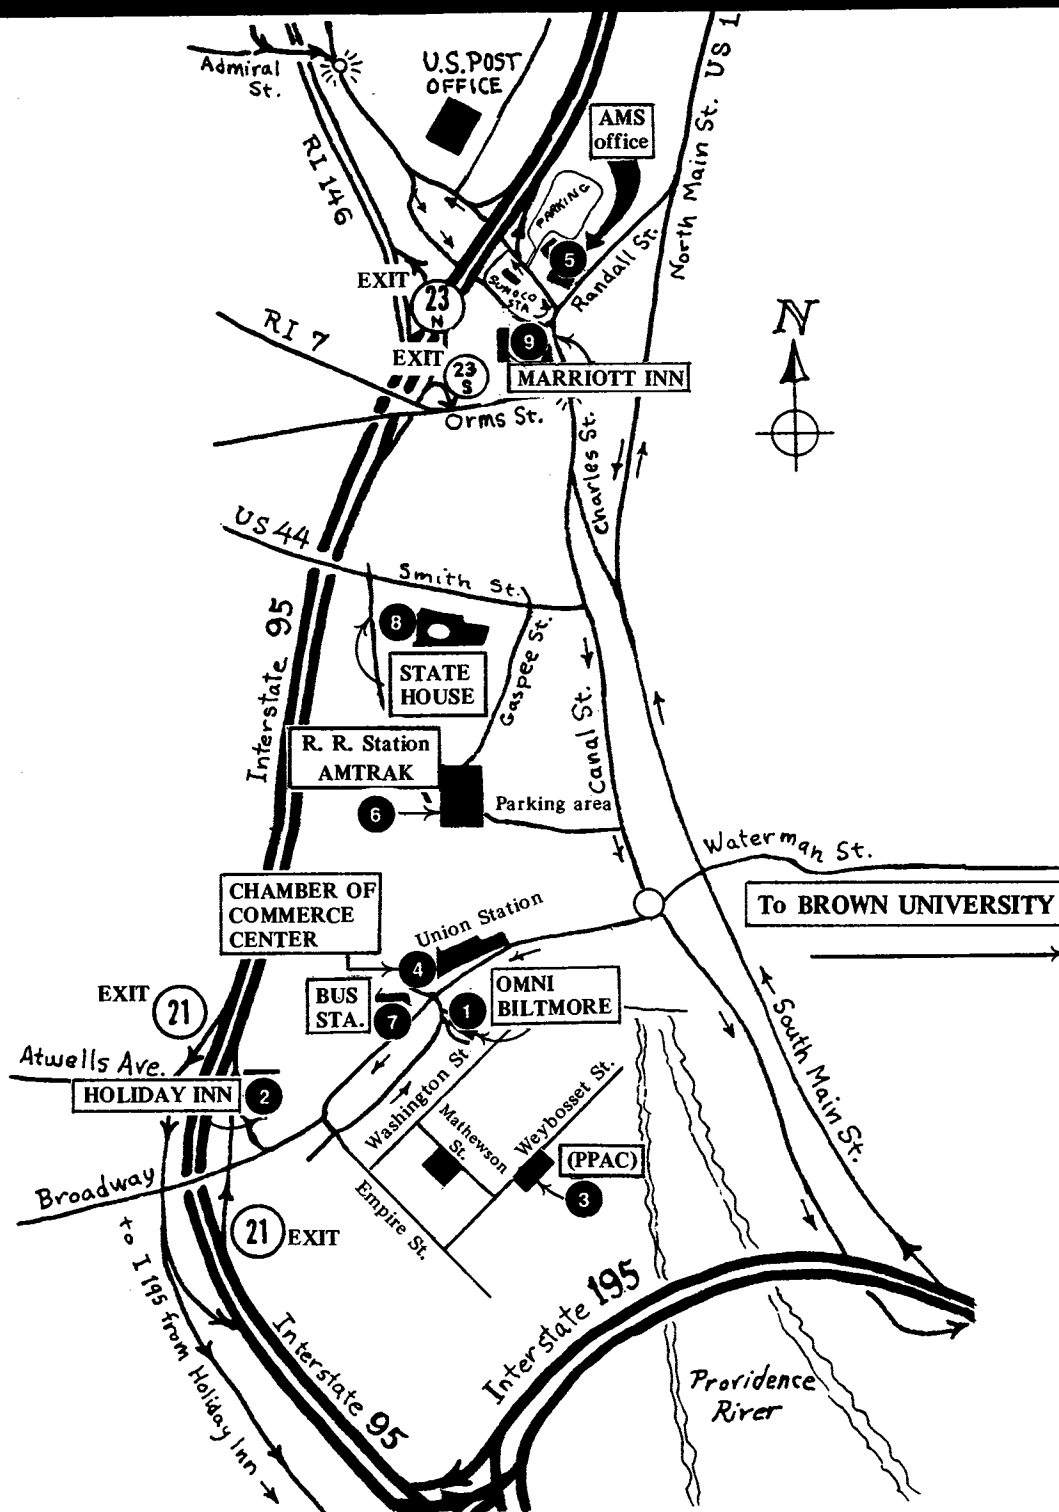 Admiral
St.
U.S. POST
OFFICE
US 1
AMS
office
RI 146
PARKING
North Main St.
5
Randall St.
EXIT
23
N
SUNOCO
STA
RI 7
9
EXIT
23
S
MARRIOTT INN
N
Orms St.
Charles St.
US 44
Smith St.
Interstate 95
8
STATE
HOUSE
Gaspee St.
R. R. Station
AMTRAK
Canal St.
6
Parking area
Waterman St.
CHAMBER OF
COMMERCE
CENTER
To BROWN UNIVERSITY
Union Station
4
EXIT
21
BUS
STA.
7
1
OMNI
BILTMORE
Atwells Ave.
HOLIDAY INN
2
Washington St
Mathewson
St.
Weybosset St.
(PPAC)
3
South Main St.
Broadway
Empire St.
21
EXIT
to I 195 from Holiday Inn
Interstate 95
Interstate 195
Providence
River